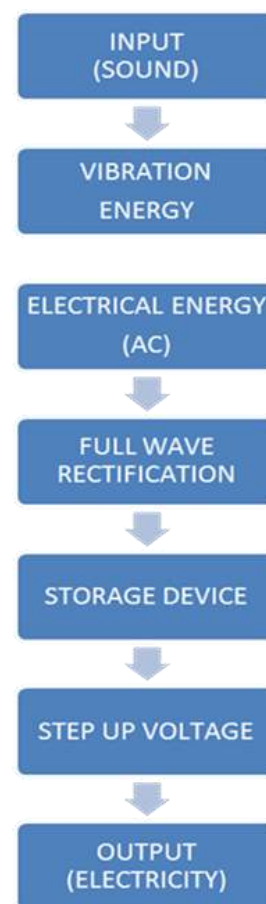 INPUT
(SOUND)
VIBRATION
ENERGY
ELECTRICAL ENERGY
(AC)
FULL WAVE
RECTIFICATION
STORAGE DEVICE
STEP UP VOLTAGE
OUTPUT
(ELECTRICITY)